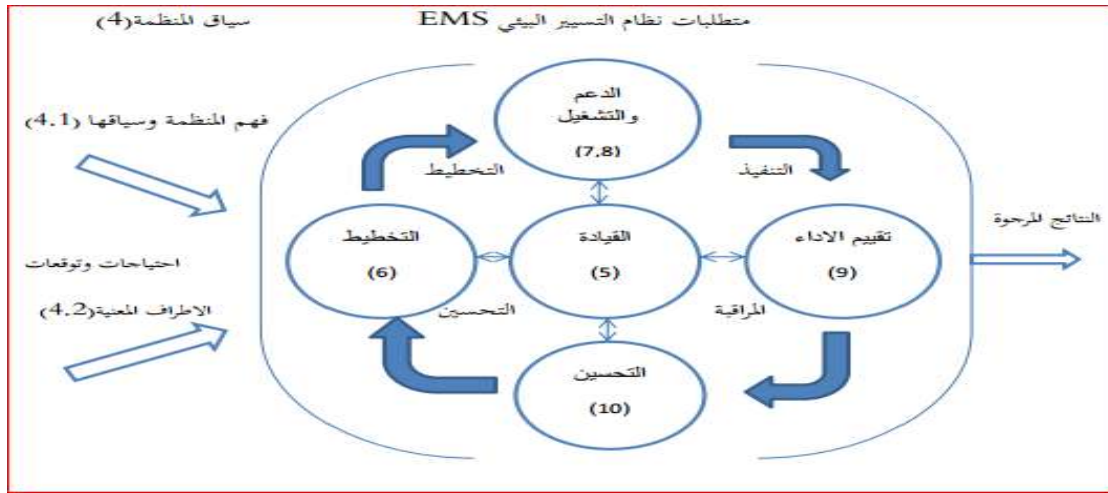 متطلبات نظام التسيير البيئي EMS
سياق المنظمة(4)
الدعم
والتشغيل
(7,8)
فهم المنظمة وسياقها (4.1)
التنفيذ
التخطيط
النتائج المرجوة
تقييم الاداء
(9)
القيادة
(5)
التخطيط
(6)
احتياجات وتوقعات
الاطراف المعنية(4.2)
المراقبة
التحسين
التحسين
(10)